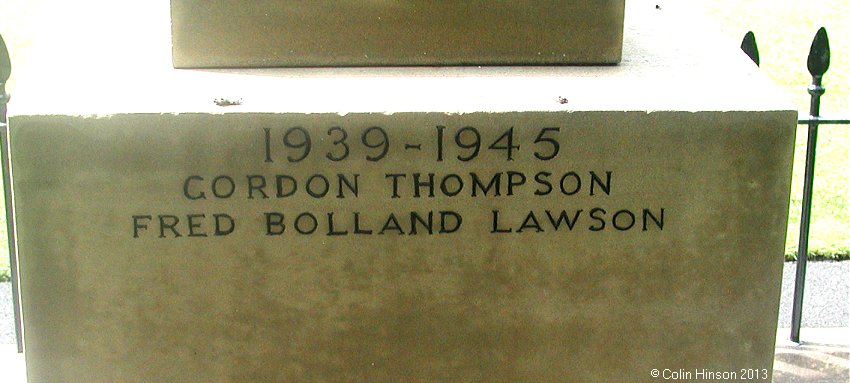 1939-1945
GORDON THOMPSON
FRED BOLLAND LAWSON
© Colin Hinson 2013